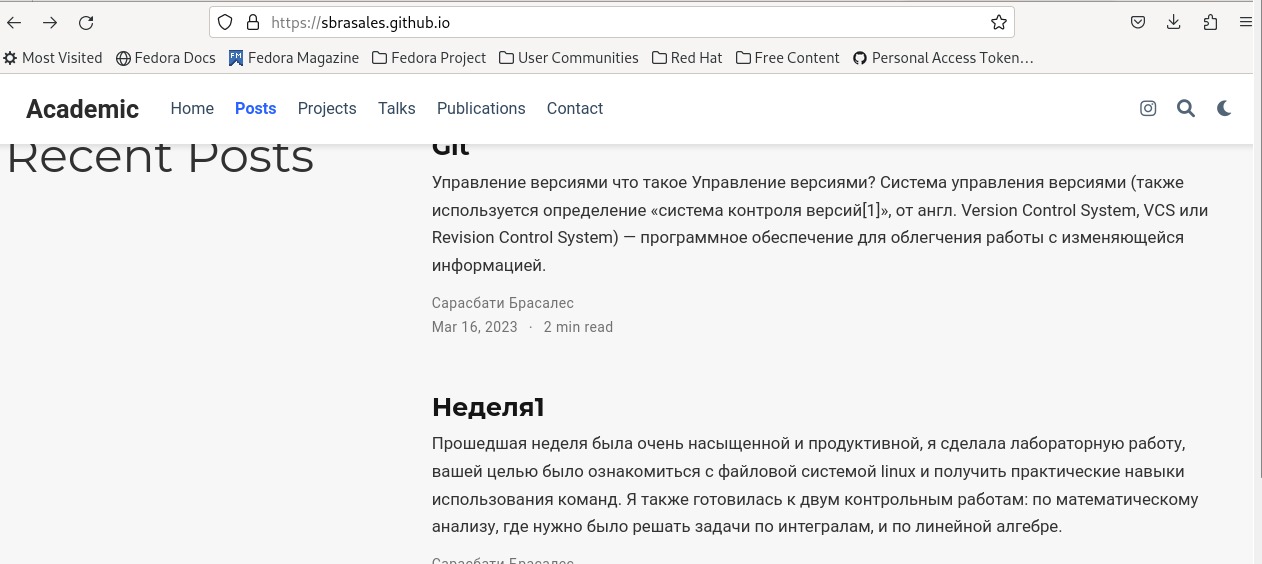 https://sbrasales.github.io
Most Visited Fedora Docs Fedora Magazine Fedora Project User Communities Red Hat Free Content Personal Access Token…
Academic Home Posts Projects Talks Publications Contact
Recent Posts
Git
Управление версиями что такое Управление версиями? Система управления версиями (также
используется определение «система контроля версий[1]», от англ. Version Control System, VCS или
Revision Control System) — программное обеспечение для облегчения работы с изменяющейся
информацией.
Сарасбати Брасалес
Mar 16, 2023 · 2 min read
Неделя1
Прошедшая неделя была очень насыщенной и продуктивной, я сделала лабораторную работу,
вашей целью было ознакомиться с файловой системой linux и получить практические навыки
использования команд. Я также готовилась к двум контрольным работам: по математическому
анализу, где нужно было решать задачи по интегралам, и по линейной алгебре.
Сарасбати Брасалес